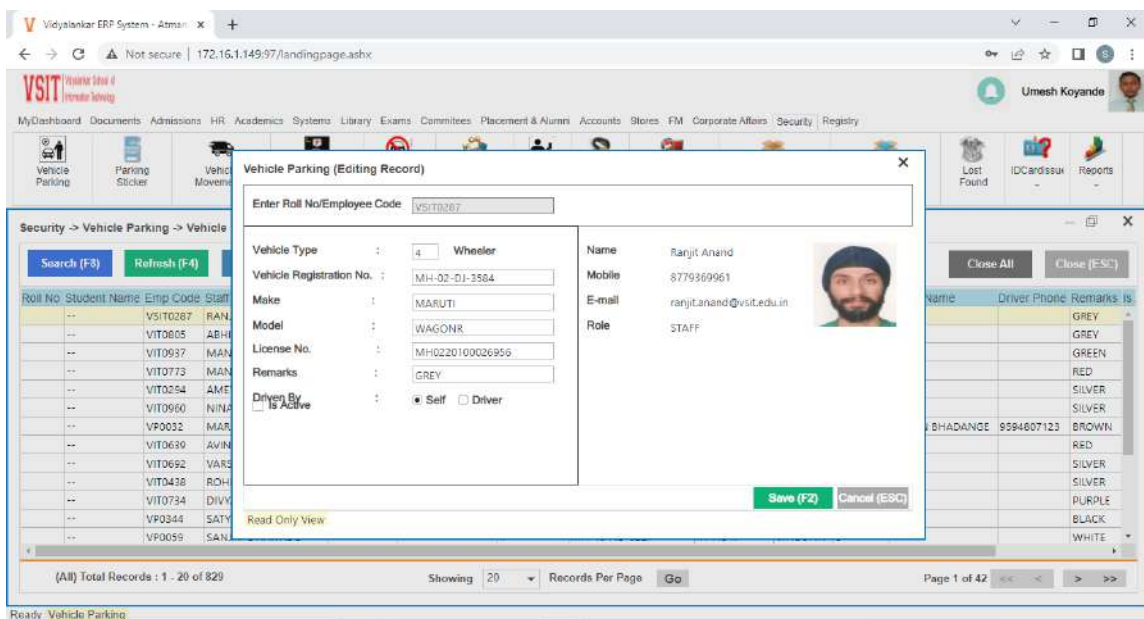 Vidyalankar ERP System - Atman
Not secure | 172.16.1.149:97/landingpage.ashx
VSIT
Umesh Koyande
MyDashboard Documents Admissions HR Academics Systems Library Exams Commitees Placement & Alumni Accounts Stores FM Corporate Affairs Security Registry
Vehicle Parking
Parking Sticker
Lost Found
IDCardissue
Reports
Vehicle Parking (Editing Record)
Enter Roll No/Employee Code VSIT0287
Security -> Vehicle Parking -> Vehicle
Search (F8) Refresh (F4) Close All Close (ESC)
Vehicle Type : 4 Wheeler
Vehicle Registration No. : MH-02-DJ-3584
Make : MARUTI
Model : WAGONR
License No. : MH0220100026956
Remarks : GREY
Driven By : Self Driver
Is Active
Name Ranjit Anand
Mobile 8779369961
E-mail ranjit.anand@vsit.edu.in
Role STAFF
Save (F2) Cancel (ESC)
Read Only View
Roll No Student Name Emp Code Staff Name Driver Phone Remarks Is
-- VSIT0287 RAN GREY
-- VIT0805 ABHI GREY
-- VIT0937 MAN GREEN
-- VIT0773 MAN RED
-- VIT0294 AME SILVER
-- VIT0960 NINA SILVER
-- VP0032 MAR BHADANGE 9594807123 BROWN
-- VIT0639 AVIN RED
-- VIT0692 VARS SILVER
-- VIT0438 ROH SILVER
-- VIT0734 DIVY PURPLE
-- VP0344 SATY BLACK
-- VP0059 SAN WHITE
(All) Total Records : 1 - 20 of 829 Showing 20 Records Per Page Go Page 1 of 42 << < > >>
Ready Vehicle Parking